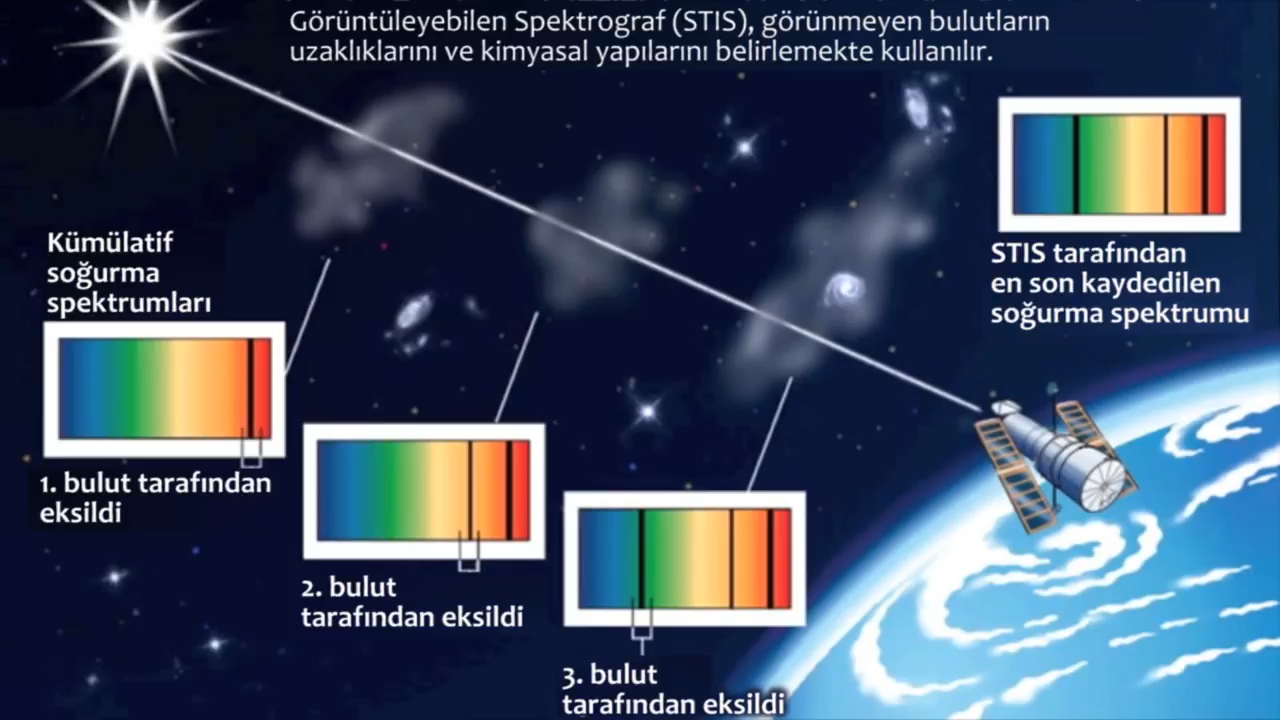 Görüntüleyebilen Spektrograf (STIS), görünmeyen bulutların
uzaklıklarını ve kimyasal yapılarını belirlemekte kullanılır.
Kümülatif
soğurma
spektrumları
1. bulut tarafından
eksildi
2. bulut
tarafından eksildi
3. bulut
tarafından eksildi
STIS tarafından
en son kaydedilen
soğurma spektrumu